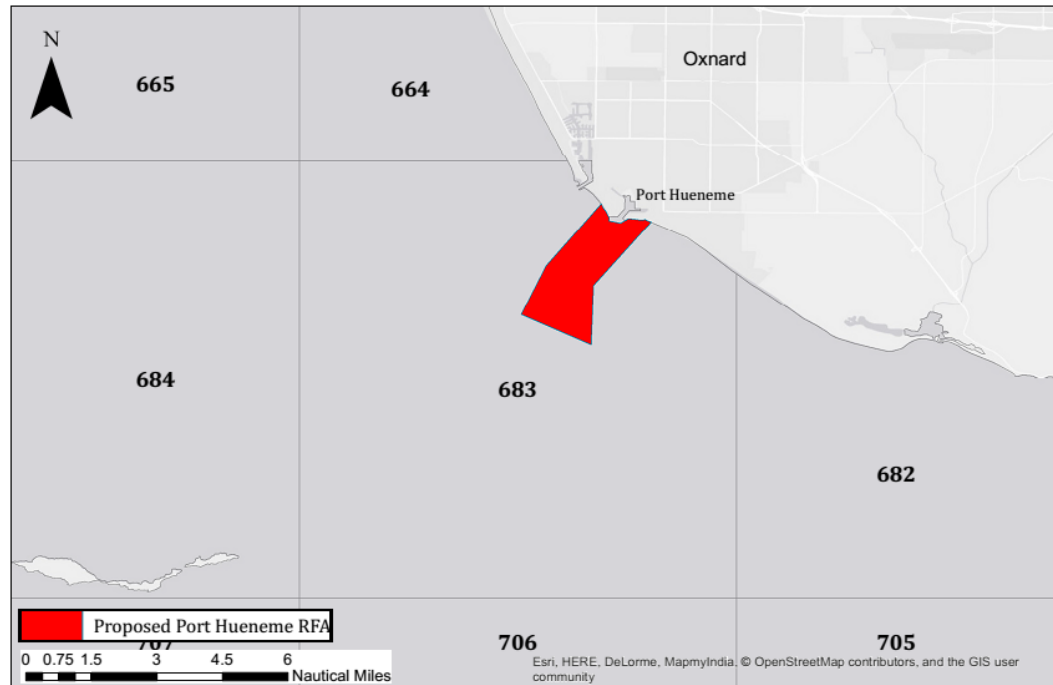 N
665
664
Oxnard
Port Hueneme
684
683
682
Proposed Port Hueneme RFA
707
706
705
0 0.75 1.5 3 4.5 6
Nautical Miles
Esri, HERE, DeLorme, MapmyIndia, © OpenStreetMap contributors, and the GIS user
community